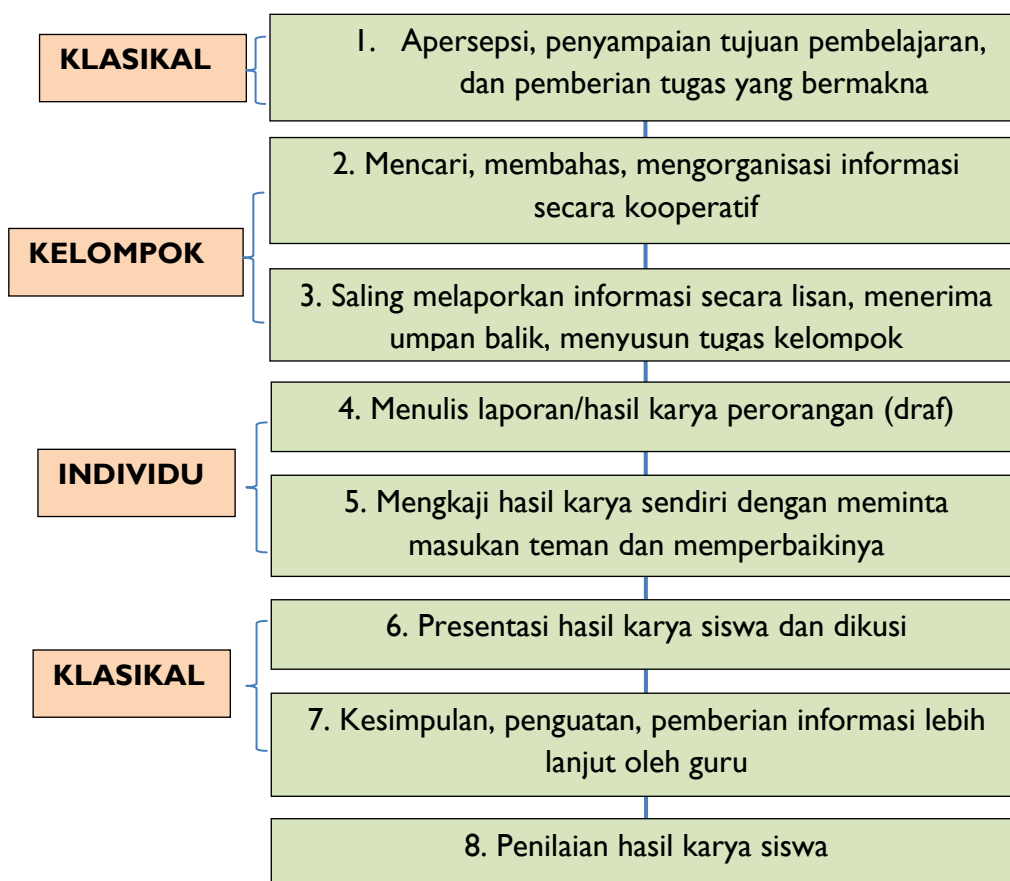 KLASIKAL
1. Apersepsi, penyampaian tujuan pembelajaran,
dan pemberian tugas yang bermakna
KELOMPOK
2. Mencari, membahas, mengorganisasi informasi
secara kooperatif
3. Saling melaporkan informasi secara lisan, menerima
umpan balik, menyusun tugas kelompok
INDIVIDU
4. Menulis laporan/hasil karya perorangan (draf)
5. Mengkaji hasil karya sendiri dengan meminta
masukan teman dan memperbaikinya
KLASIKAL
6. Presentasi hasil karya siswa dan dikusi
7. Kesimpulan, penguatan, pemberian informasi lebih
lanjut oleh guru
8. Penilaian hasil karya siswa